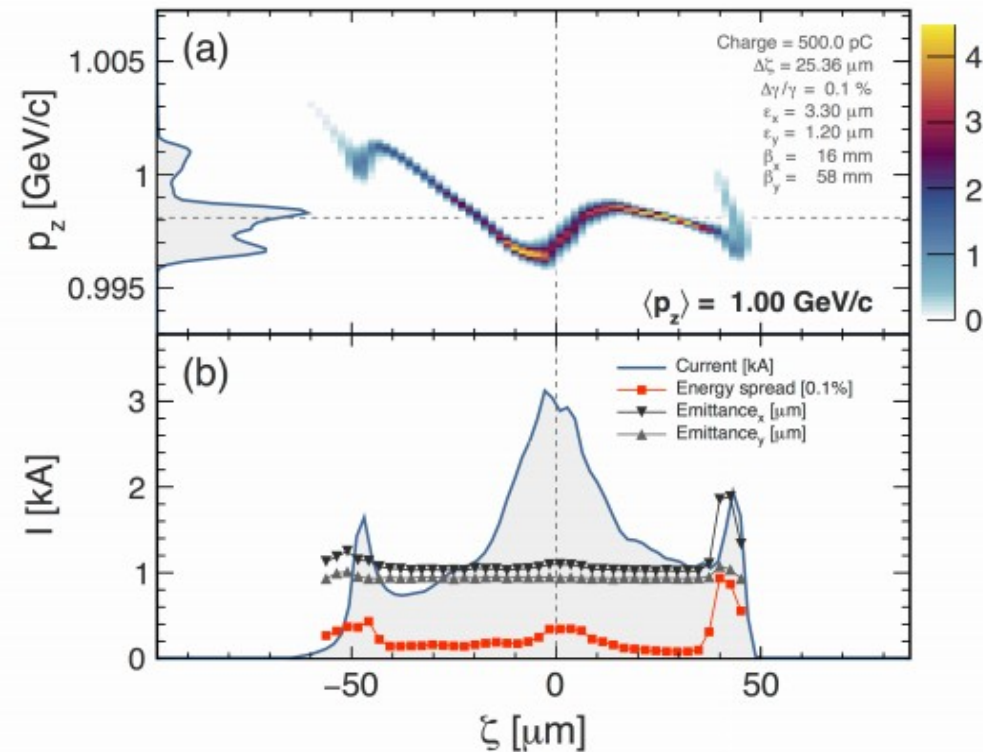 (a)
Charge = 500.0 pC
Δζ = 25.36 μm
Δγ/γ = 0.1 %
εx = 3.30 μm
εy = 1.20 μm
βx = 16 mm
βy = 58 mm
⟨pz⟩ = 1.00 GeV/c
pz [GeV/c]
1.005
1
0.995
4
3
2
1
0
(b)
Current [kA]
Energy spread [0.1%]
Emittancex [μm]
Emittancey [μm]
I [kA]
3
2
1
0
−50
0
50
ζ [μm]